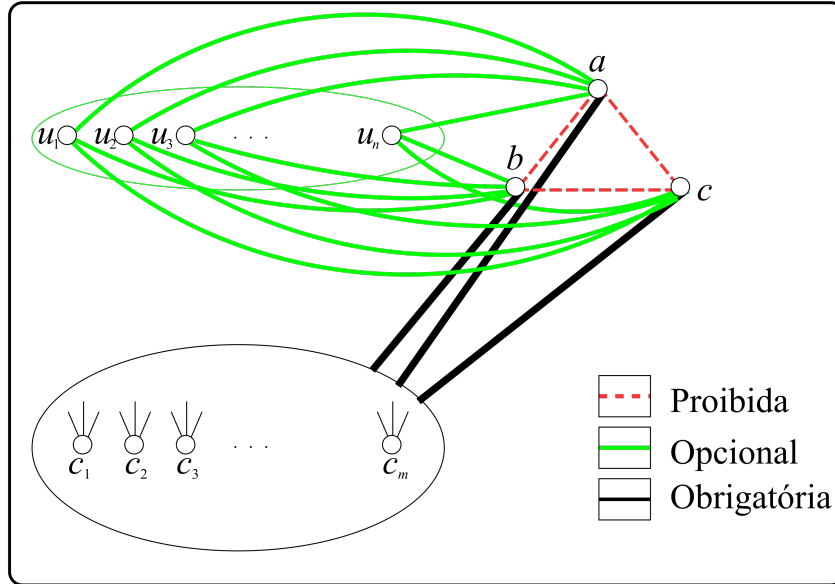 a
u1 u2 u3 . . . un
b
c
Proibida
Opcional
Obrigatória
c1 c2 c3 . . . cm